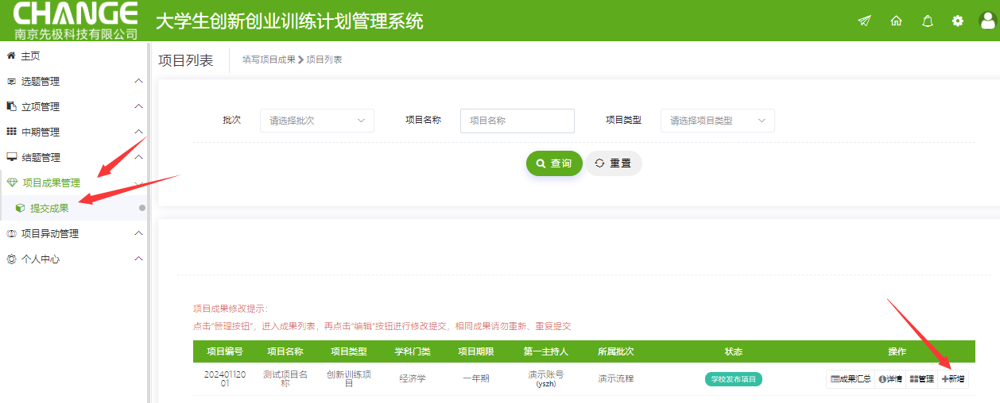 CHANGE
南京先极科技有限公司
大学生创新创业训练计划管理系统
主页
选题管理
立项管理
中期管理
结题管理
项目成果管理
提交成果
项目异动管理
个人中心
项目列表
填写项目成果 项目列表
批次 请选择批次 项目名称 项目名称 项目类型 请选择项目类型
查询 重置
项目成果修改提示:
点击"管理按钮"，进入成果列表，再点击"编辑"按钮进行修改提交，相同成果请勿重新、重复提交
项目编号 项目名称 项目类型 学科门类 项目期限 第一主持人 所属批次 状态 操作
202401120 测试项目名 创新训练项 经济学 一年期 演示账号 演示流程 学校发布项目 成果汇总 详情 管理 新增
01 称 目 (yszh)